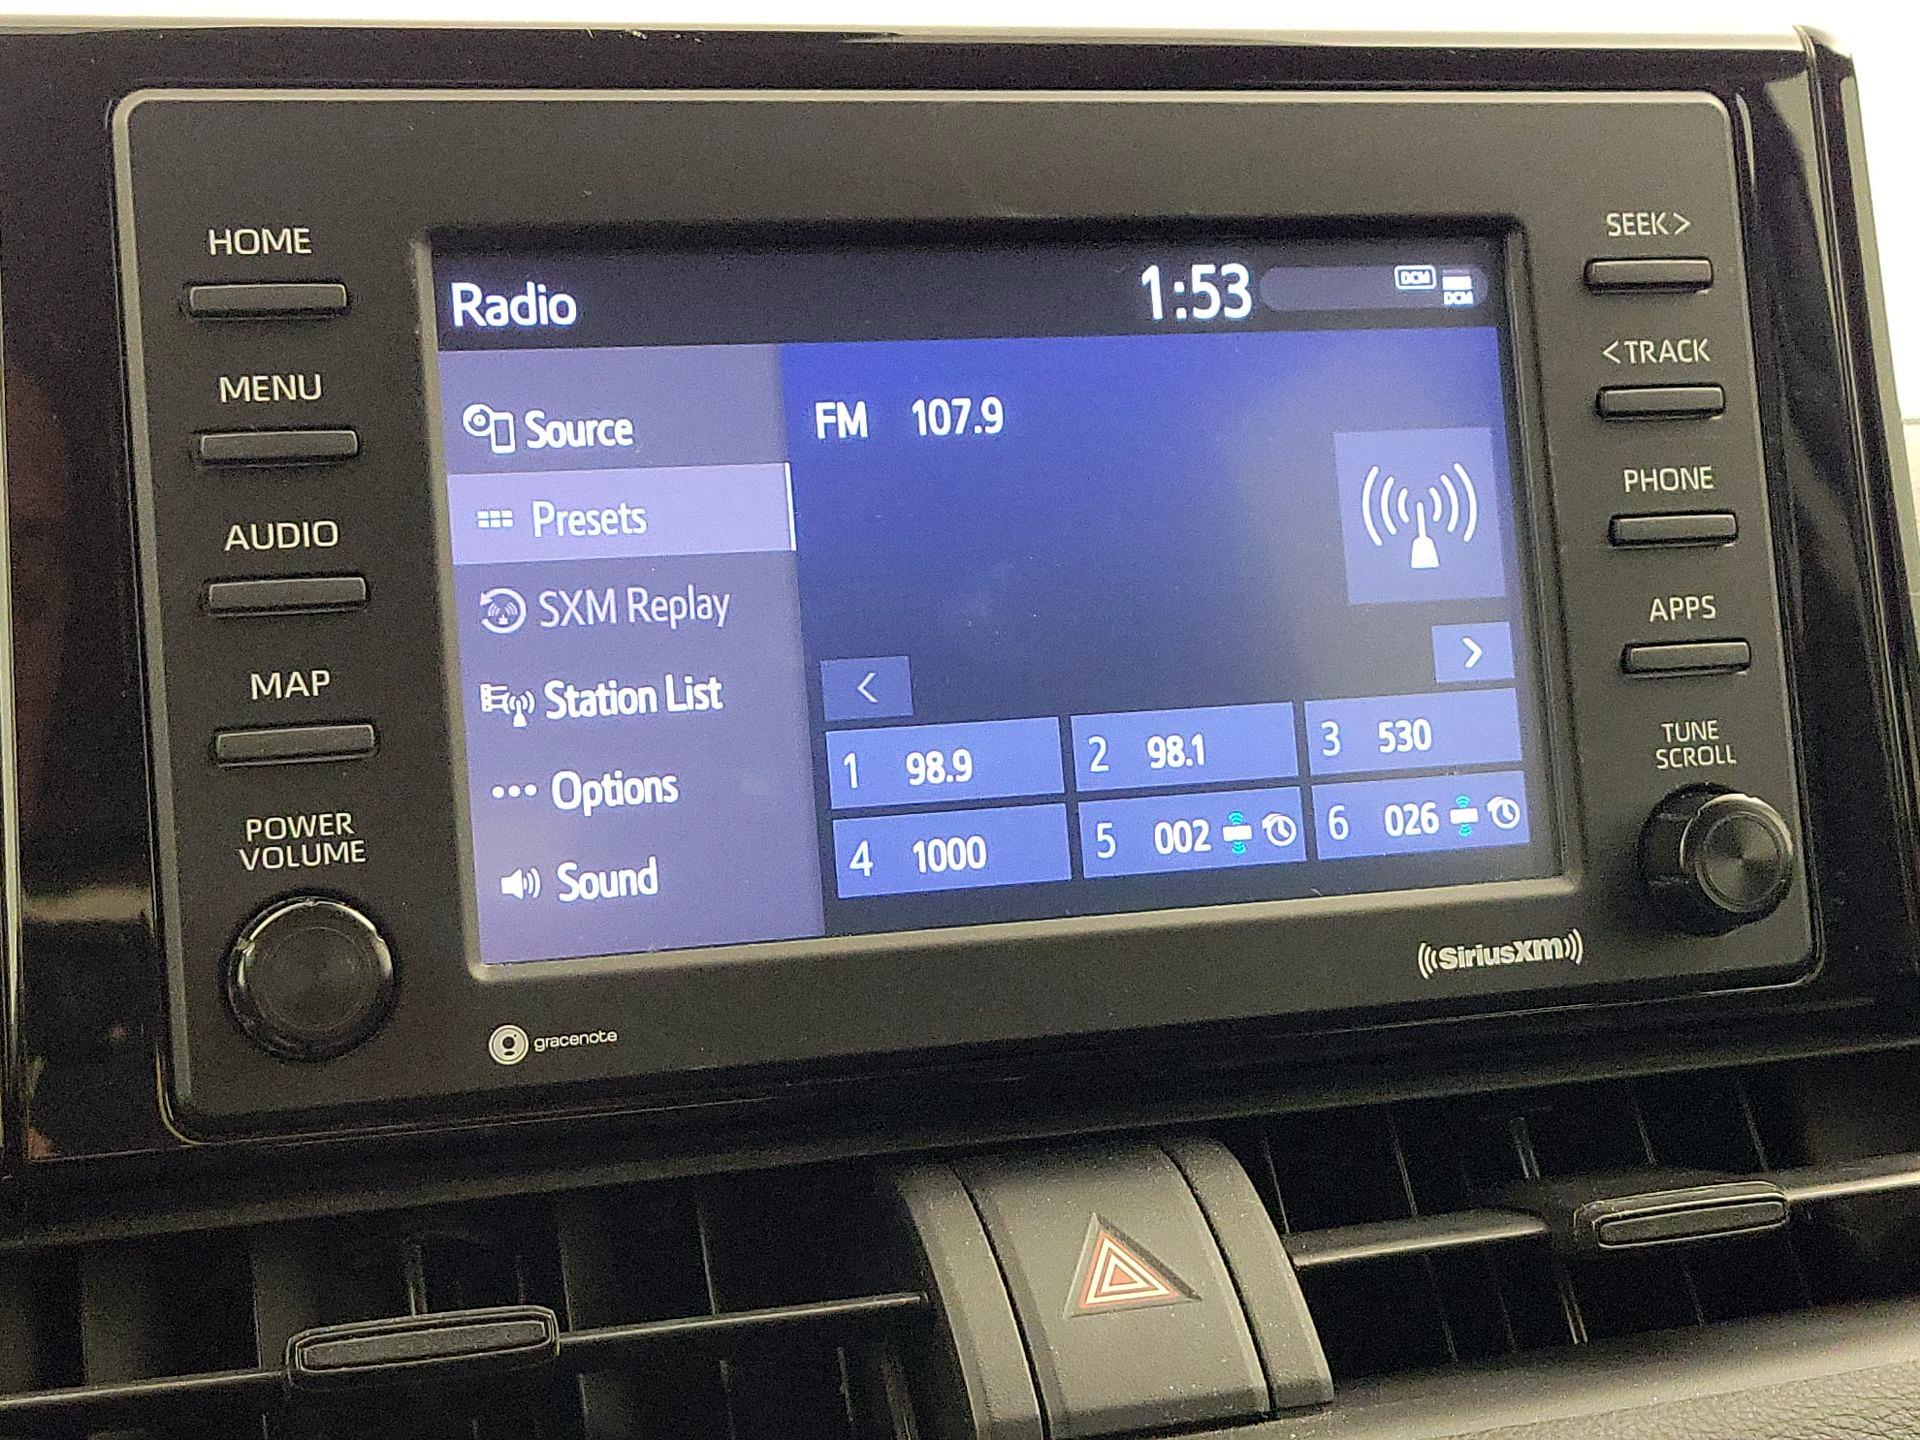 HOME
MENU
AUDIO
MAP
POWER
VOLUME
Radio
1:53
DCM
DCM
Source
Presets
SXM Replay
Station List
Options
Sound
FM 107.9
<
>
1 98.9
2 98.1
3 530
4 1000
5 002
6 026
SEEK >
< TRACK
PHONE
APPS
TUNE
SCROLL
((SiriusXM))
gracenote